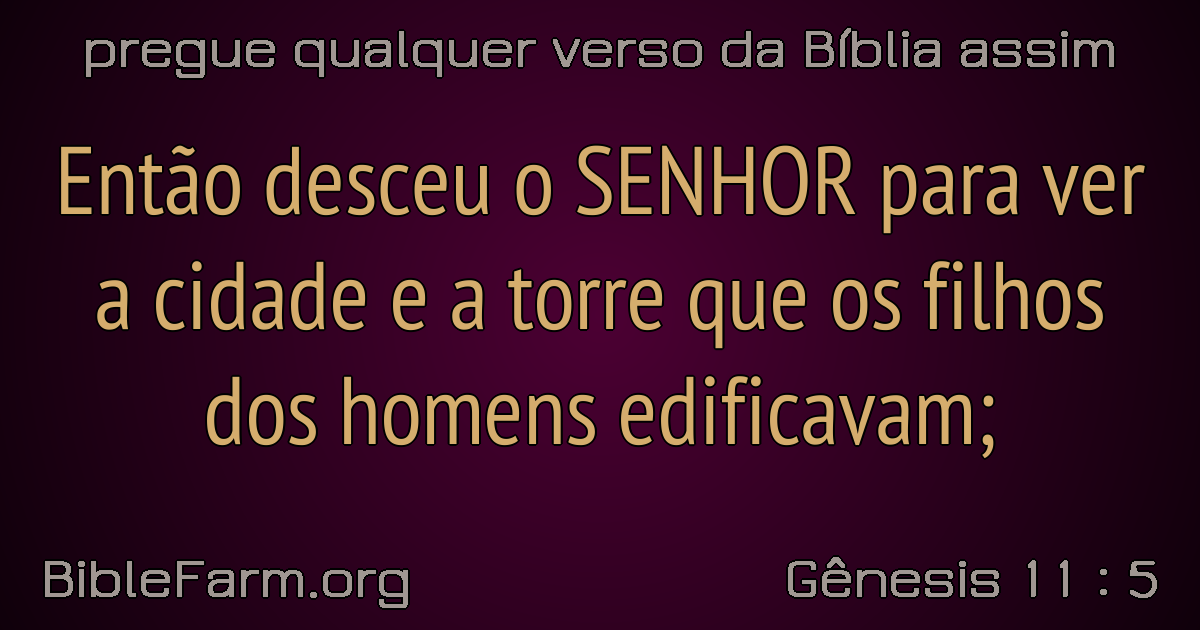 pregue qualquer verso da Bíblia assim
Então desceu o SENHOR para ver
a cidade e a torre que os filhos
dos homens edificavam;
BibleFarm.org
Gênesis 11 : 5